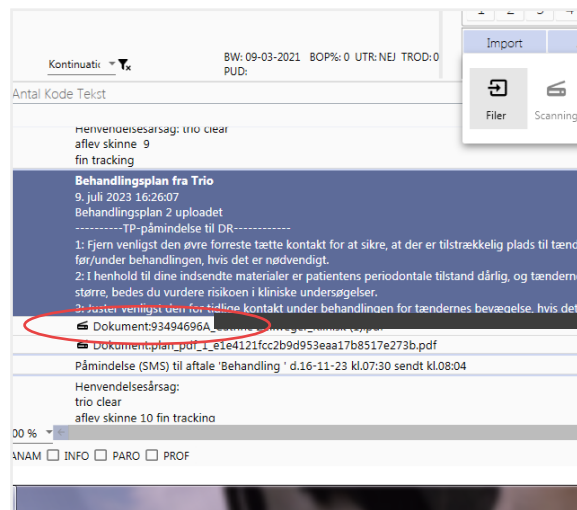 1 2 3 4
Import
Kontinuatic
BW: 09-03-2021 BOP%: 0 UTR: NEJ TROD: 0
PUD:
Filer
Scanning
Antal Kode Tekst
Henvendelsesårsag: trio clear
aflev skinne 9
fin tracking
Behandlingsplan fra Trio
9. juli 2023 16:26:07
Behandlingsplan 2 uploadet
----------TP-påmindelse til DR------------
1: Fjern venligst den øvre forreste tætte kontakt for at sikre, at der er tilstrækkelig plads til tænd
før/under behandlingen, hvis det er nødvendigt.
2: I henhold til dine indsendte materialer er patientens periodontale tilstand dårlig, og tænderne
større, bedes du vurdere risikoen i kliniske undersøgelser.
3: Juster venligst den for tidlige kontakt under behandlingen for tændernes bevægelse, hvis det
Dokument:93494696A
Dokument:plan_pdf_1_e1e4121fcc2b9d953eaa17b8517e273b.pdf
Påmindelse (SMS) til aftale 'Behandling ' d.16-11-23 kl.07:30 sendt kl.08:04
Henvendelsesårsag:
trio clear
aflev skinne 10 fin tracking
00 %
ANAM INFO PARO PROF